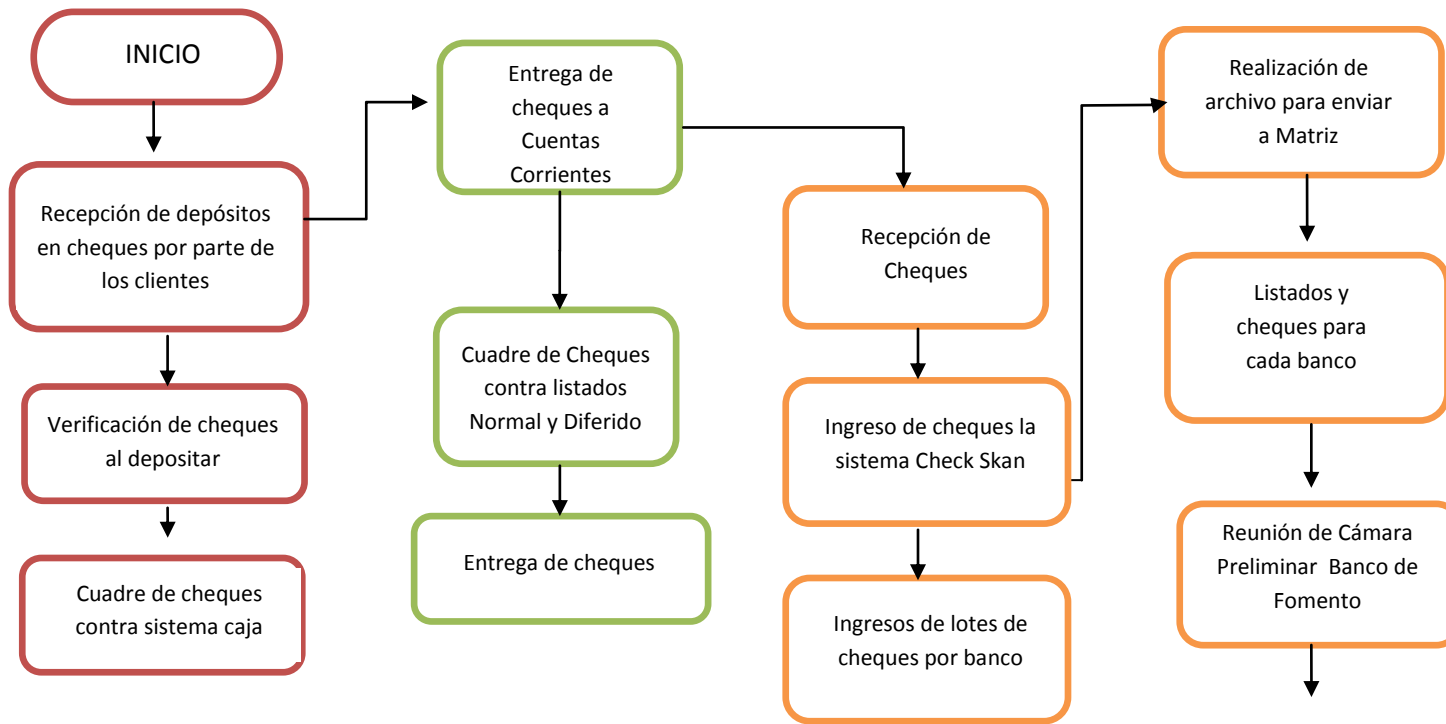 INICIO
Recepción de depósitos
en cheques por parte de
los clientes
Verificación de cheques
al depositar
Cuadre de cheques
contra sistema caja
Entrega de
cheques a
Cuentas
Corrientes
Cuadre de Cheques
contra listados
Normal y Diferido
Entrega de cheques
Recepción de
Cheques
Ingreso de cheques la
sistema Check Skan
Ingresos de lotes de
cheques por banco
Realización de
archivo para enviar
a Matriz
Listados y
cheques para
cada banco
Reunión de Cámara
Preliminar Banco de
Fomento